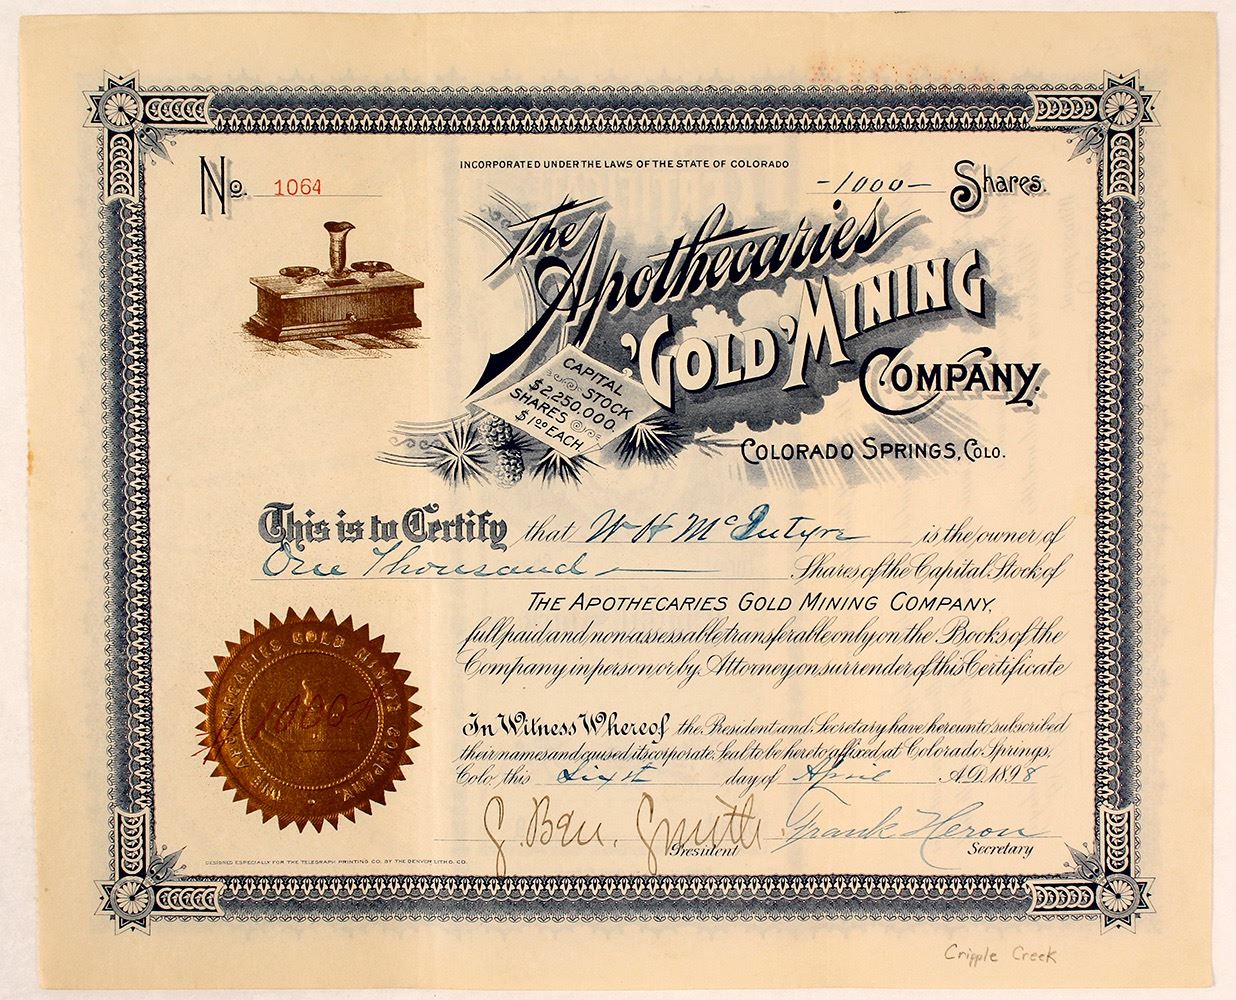 INCORPORATED UNDER THE LAWS OF THE STATE OF COLORADO
No. 1064
-1000- Shares.
The Apothecaries
'GOLD' MINING
COMPANY.
CAPITAL
STOCK
$2,250,000.
SHARES
$1.00 EACH
COLORADO SPRINGS, COLO.
This is to Certify that W H McIntyre is the owner of
One Thousand Shares of the Capital Stock of
THE APOTHECARIES GOLD MINING COMPANY,
full paid and non-assessable transferable only on the Books of the
Company in person or by Attorney on surrender of this Certificate
In Witness Whereof the President and Secretary have hereunto subscribed
their names and caused its corporate Seal to be hereto affixed at Colorado Springs,
Colo, this sixth day of April A.D. 1898
THE APOTHECARIES GOLD MINING COMPANY
1000
G. Ben. Smith Frank Heron
President Secretary
DESIGNED ESPECIALLY FOR THE TELEGRAPH PRINTING CO. BY THE DENVER LITHO. CO.
Cripple Creek